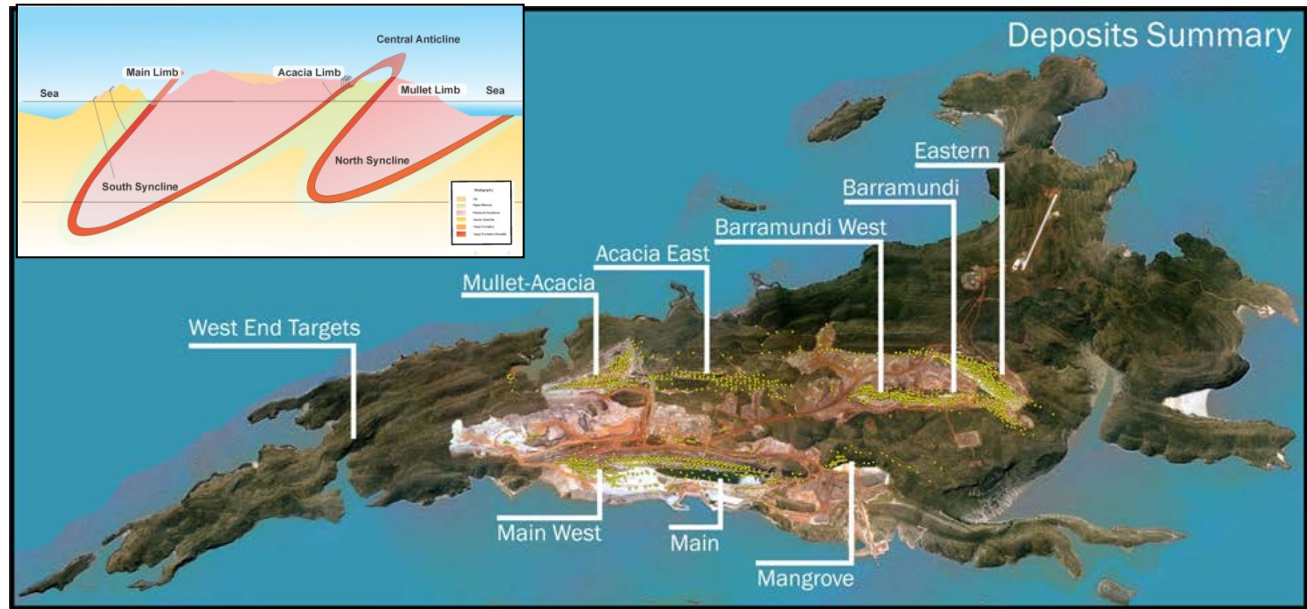 Deposits Summary
Central Anticline
Main Limb
Acacia Limb
Mullet Limb
Sea
Sea
North Syncline
South Syncline
Eastern
Barramundi
Barramundi West
Acacia East
Mullet-Acacia
West End Targets
Main West
Main
Mangrove